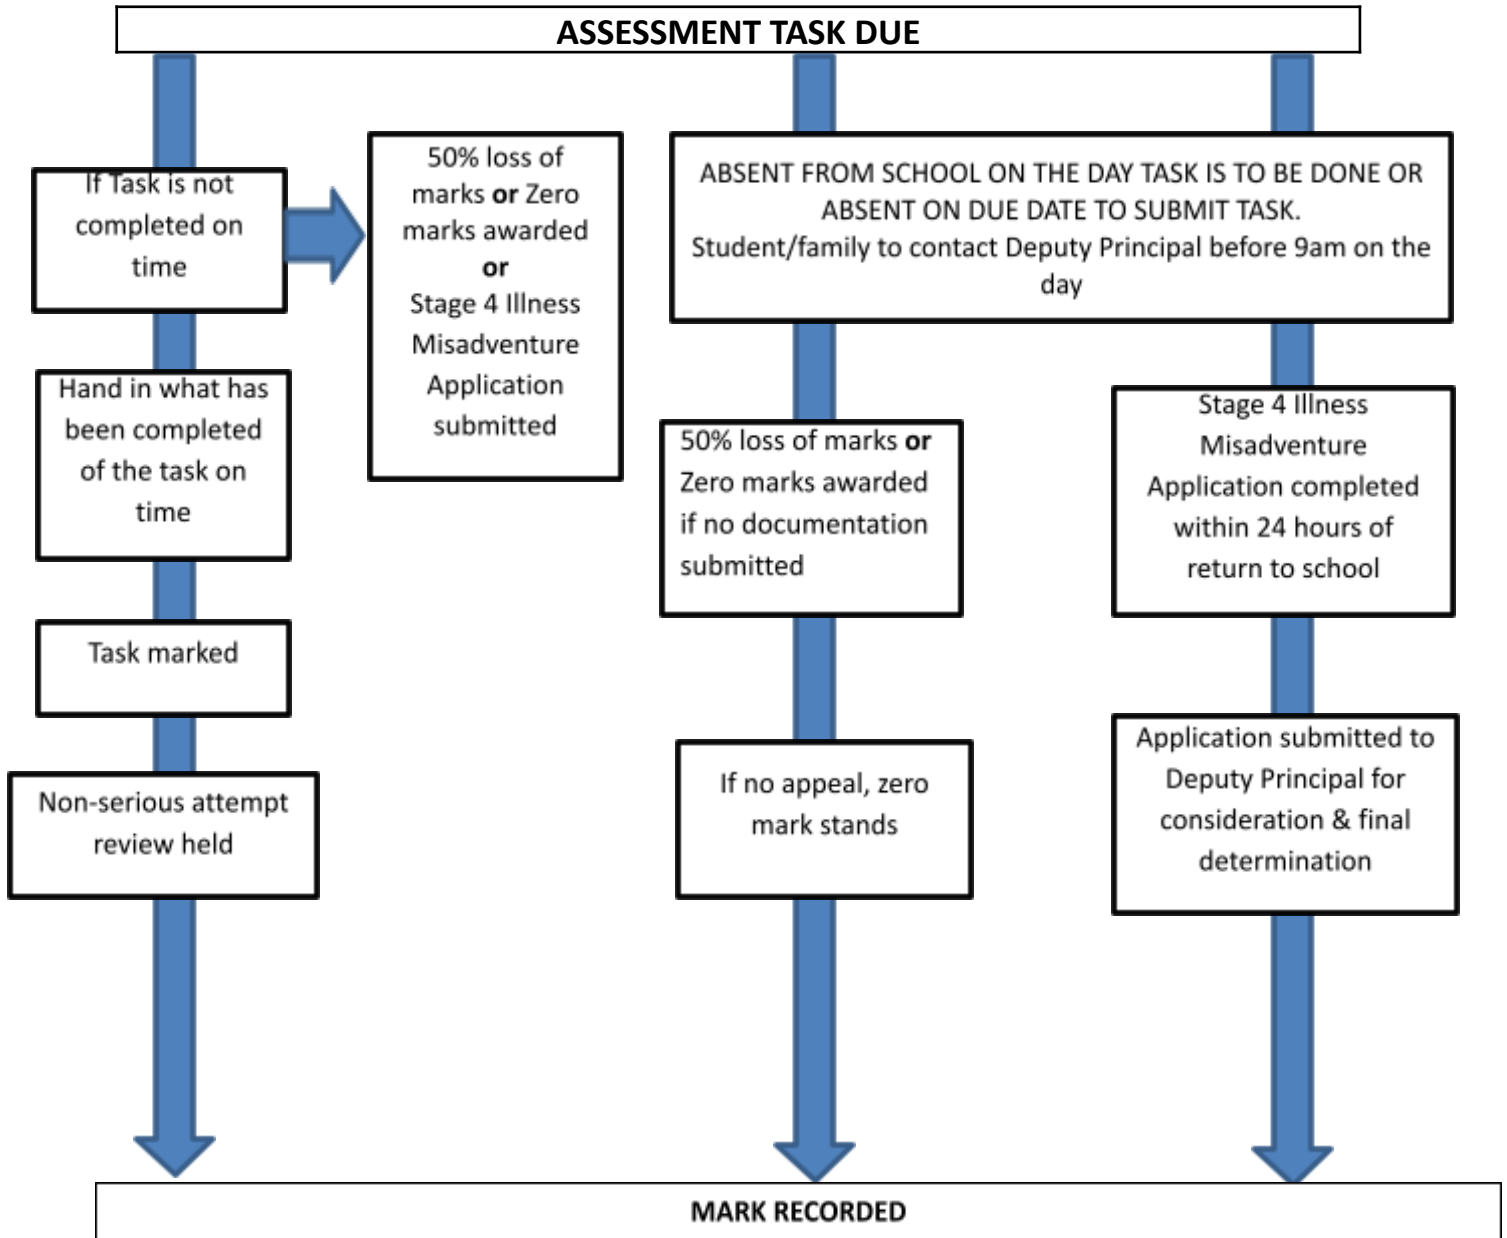 ASSESSMENT TASK DUE
If Task is not
completed on
time
50% loss of
marks or Zero
marks awarded
or
Stage 4 Illness
Misadventure
Application
submitted
Hand in what has
been completed
of the task on
time
Task marked
Non-serious attempt
review held
ABSENT FROM SCHOOL ON THE DAY TASK IS TO BE DONE OR
ABSENT ON DUE DATE TO SUBMIT TASK.
Student/family to contact Deputy Principal before 9am on the
day
50% loss of marks or
Zero marks awarded
if no documentation
submitted
If no appeal, zero
mark stands
Stage 4 Illness
Misadventure
Application completed
within 24 hours of
return to school
Application submitted to
Deputy Principal for
consideration & final
determination
MARK RECORDED